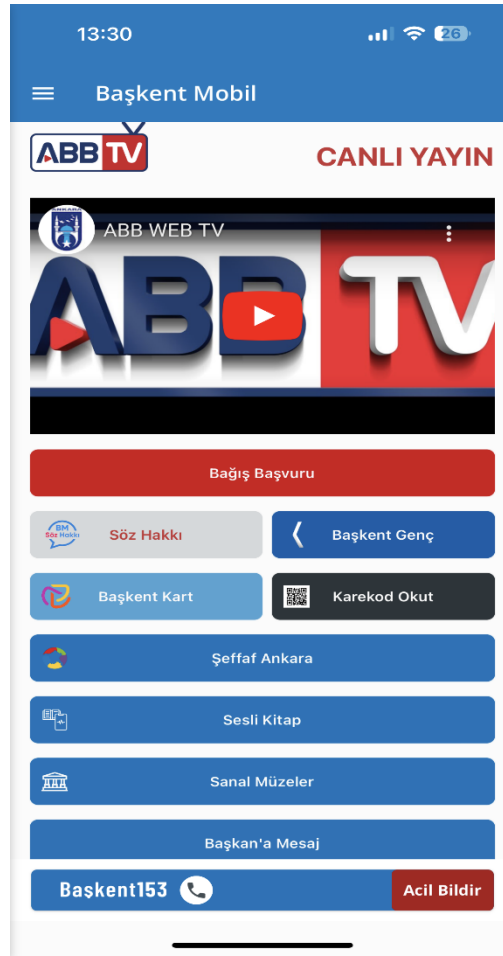 13:30
26
Başkent Mobil
ABB TV
CANLI YAYIN
ABB WEB TV
ABB TV
Bağış Başvuru
BM
Söz Hakkı
Söz Hakkı
Başkent Genç
Başkent Kart
Karekod Okut
Şeffaf Ankara
Sesli Kitap
Sanal Müzeler
Başkan'a Mesaj
Başkent153
Acil Bildir